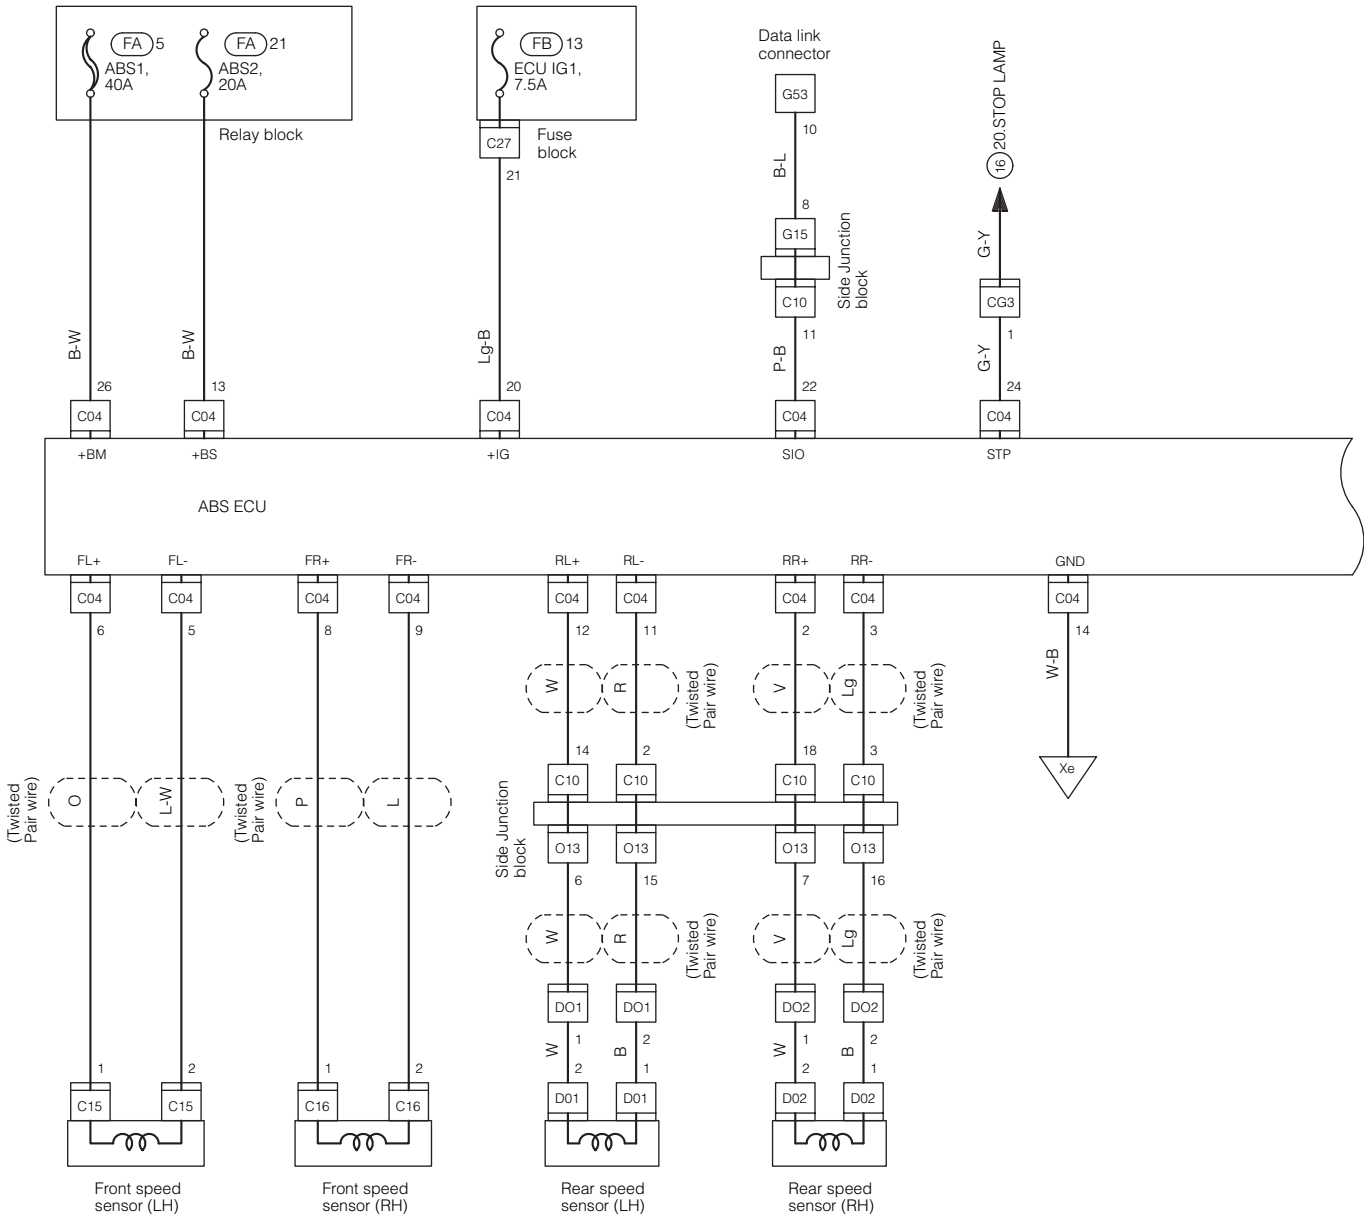 FA 5
ABS1,
40A
FA 21
ABS2,
20A
Relay block
FB 13
ECU IG1,
7.5A
C27
Fuse
block
21
Data link
connector
G53
10
B-L
8
G15
Side Junction
block
C10
11
P-B
22
16 20.STOP LAMP
G-Y
CG3
1
G-Y
24
B-W
26
B-W
13
Lg-B
20
C04
C04
C04
C04
C04
+BM
+BS
+IG
SIO
STP
ABS ECU
FL+
FL-
FR+
FR-
RL+
RL-
RR+
RR-
GND
C04
C04
C04
C04
C04
C04
C04
C04
C04
6
5
8
9
12
11
2
3
14
W-B
Xe
W
R
(Twisted
Pair wire)
V
Lg
(Twisted
Pair wire)
14
2
18
3
C10
C10
C10
C10
(Twisted
Pair wire)
O
L-W
(Twisted
Pair wire)
P
L
Side Junction
block
O13
O13
O13
O13
6
15
7
16
W
R
(Twisted
Pair wire)
V
Lg
(Twisted
Pair wire)
DO1
DO1
DO2
DO2
1
2
1
2
W
B
W
B
1
2
1
2
2
1
2
1
C15
C15
C16
C16
D01
D01
D02
D02
Front speed
sensor (LH)
Front speed
sensor (RH)
Rear speed
sensor (LH)
Rear speed
sensor (RH)